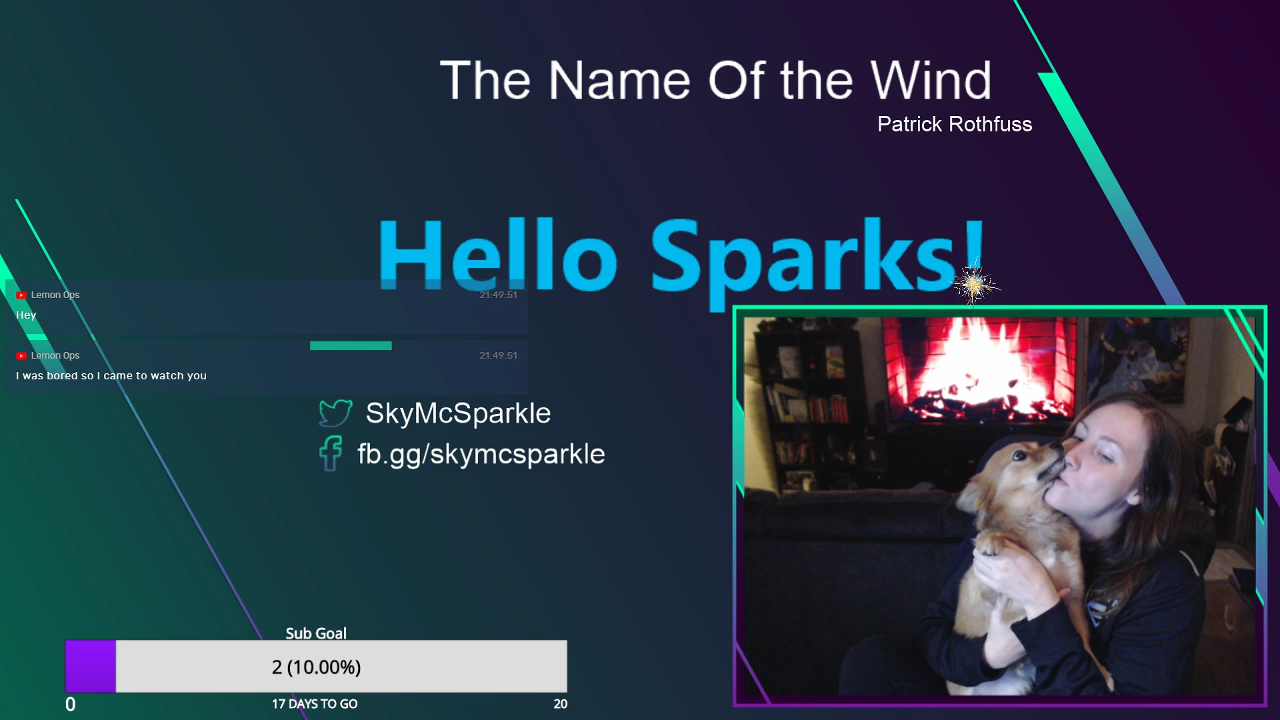 The Name Of the Wind
Patrick Rothfuss
Hello Sparks!
Lemon Ops 21:49:51
Hey
Lemon Ops 21:49:51
I was bored so I came to watch you
SkyMcSparkle
fb.gg/skymcsparkle
Sub Goal
2 (10.00%)
0 17 DAYS TO GO 20